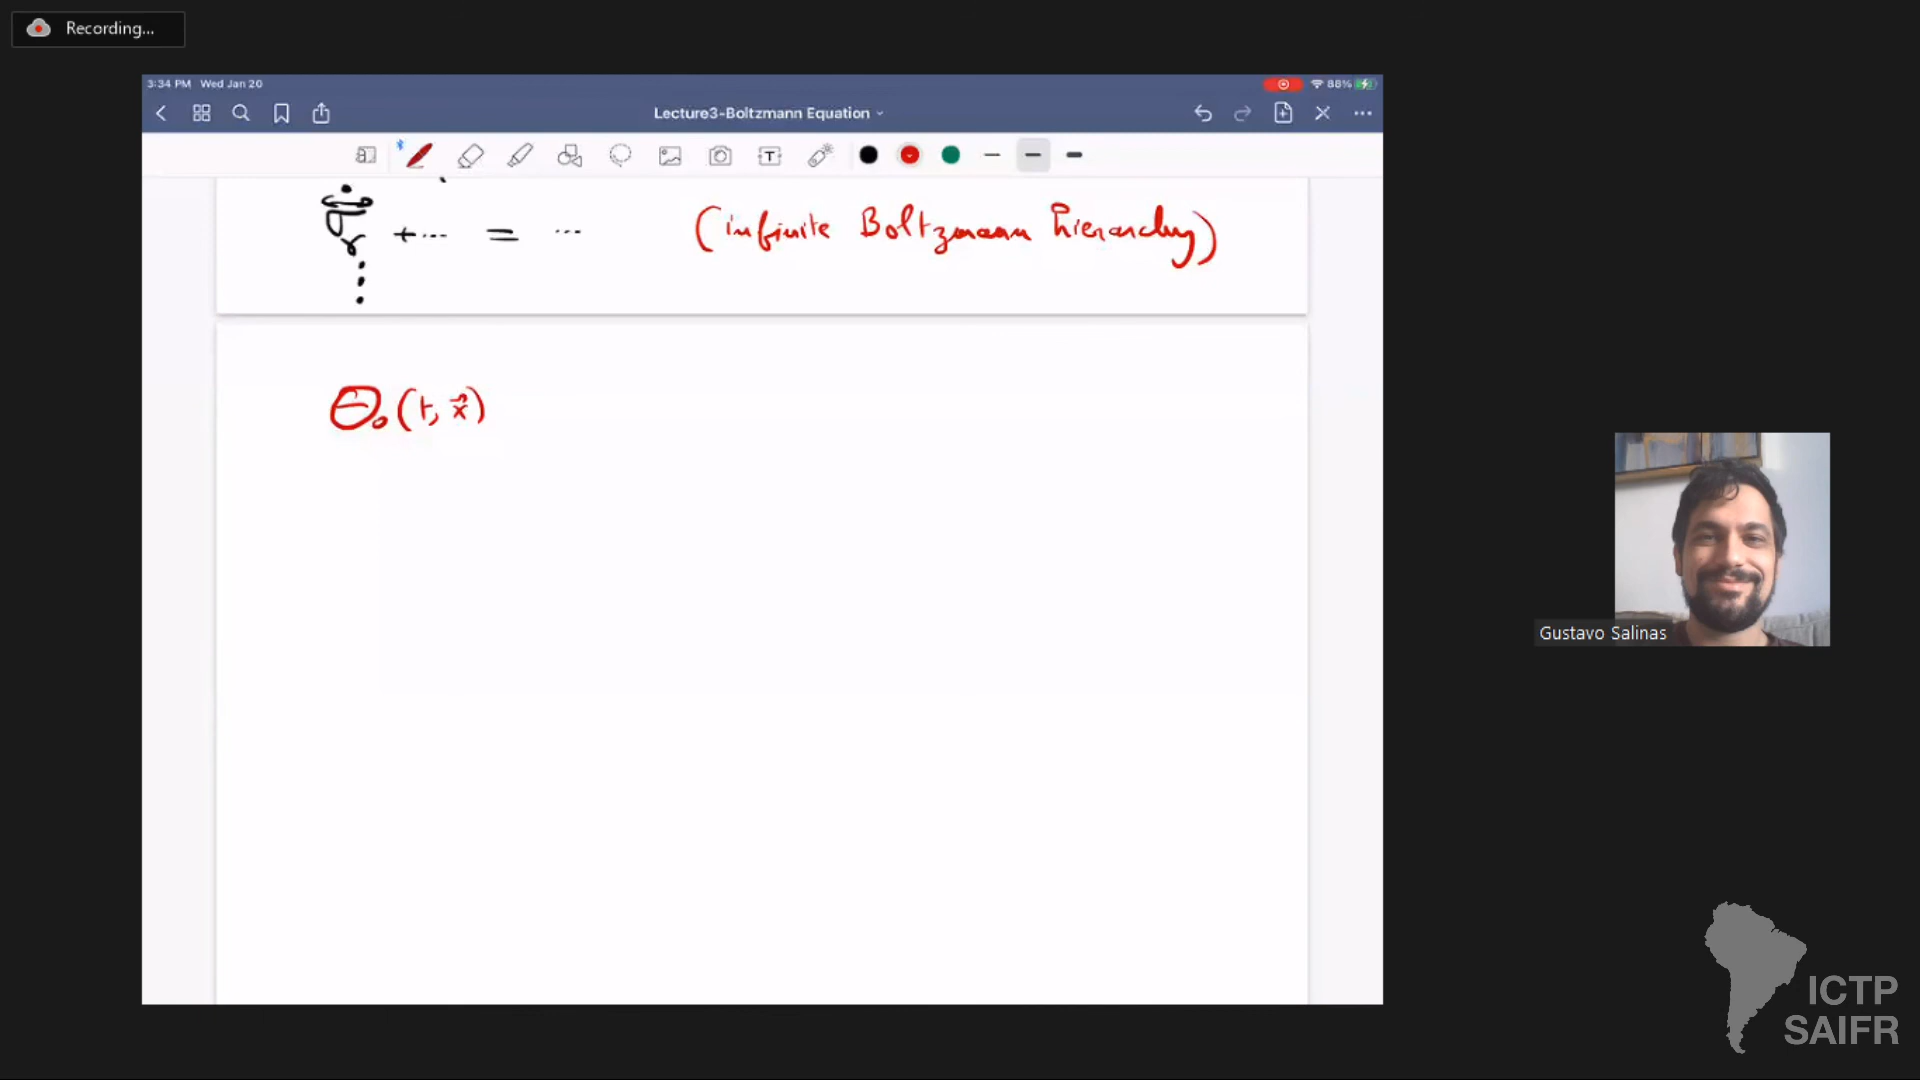 Recording...
3:34 PM Wed Jan 20
88%
Lecture3-Boltzmann Equation
σ̇_γ + ... = ... (infinite Boltzmann hierarchy)
Θ₀(t, x⃗)
Gustavo Salinas
ICTP
SAIFR